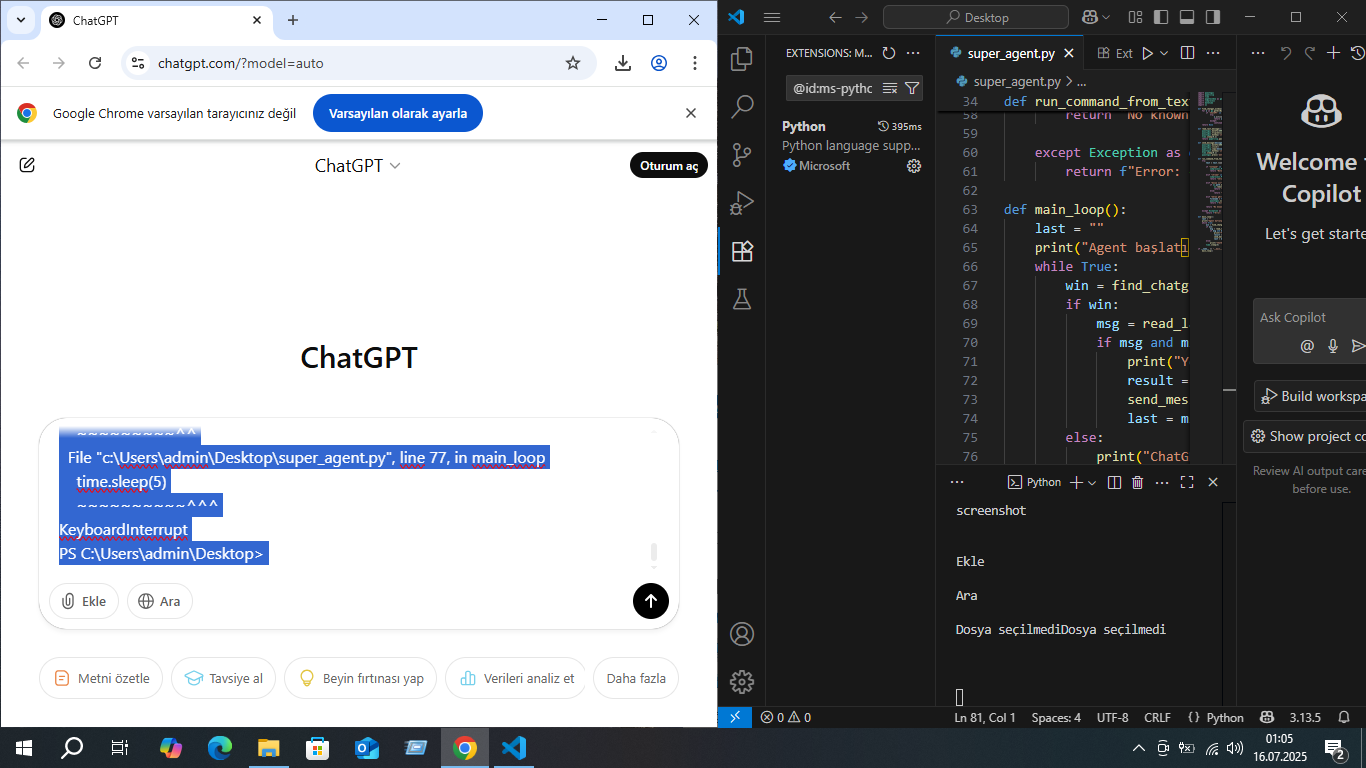 ChatGPT
chatgpt.com/?model=auto
Google Chrome varsayılan tarayıcınız değil
Varsayılan olarak ayarla
ChatGPT
Oturum aç
ChatGPT
~~~~~~~~~^^
File "c:\Users\admin\Desktop\super_agent.py", line 77, in main_loop
time.sleep(5)
~~~~~~~~~~^^^
KeyboardInterrupt
PS C:\Users\admin\Desktop>
Ekle
Ara
Metni özetle
Tavsiye al
Beyin fırtınası yap
Verileri analiz et
Daha fazla
Desktop
EXTENSIONS: M...
@id:ms-pythc
Python
395ms
Python language supp...
Microsoft
super_agent.py
Ext
super_agent.py > ...
34 def run_command_from_tex
58 return "No known
59
60 except Exception as
61 return f"Error:
62
63 def main_loop():
64 last = ""
65 print("Agent başlatı
66 while True:
67 win = find_chatg
68 if win:
69 msg = read_l
70 if msg and m
71 print("Y
72 result =
73 send_mes
74 last = m
75 else:
76 print("ChatG
Python
screenshot
Ekle
Ara
Dosya seçilmediDosya seçilmedi
Welcome
Copilot
Let's get starte
Ask Copilot
Build workspa
Show project co
Review AI output care
before use.
0 0
Ln 81, Col 1
Spaces: 4
UTF-8
CRLF
Python
3.13.5
01:05
16.07.2025
2